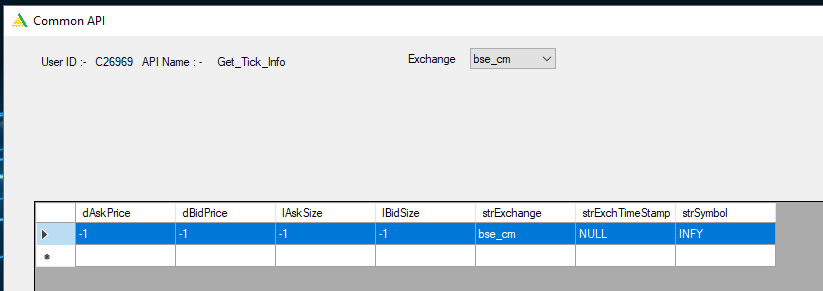 Common API
User ID :- C26969 API Name : - Get_Tick_Info Exchange bse_cm
dAskPrice dBidPrice lAskSize lBidSize strExchange strExchTimeStamp strSymbol
-1 -1 -1 -1 bse_cm NULL INFY